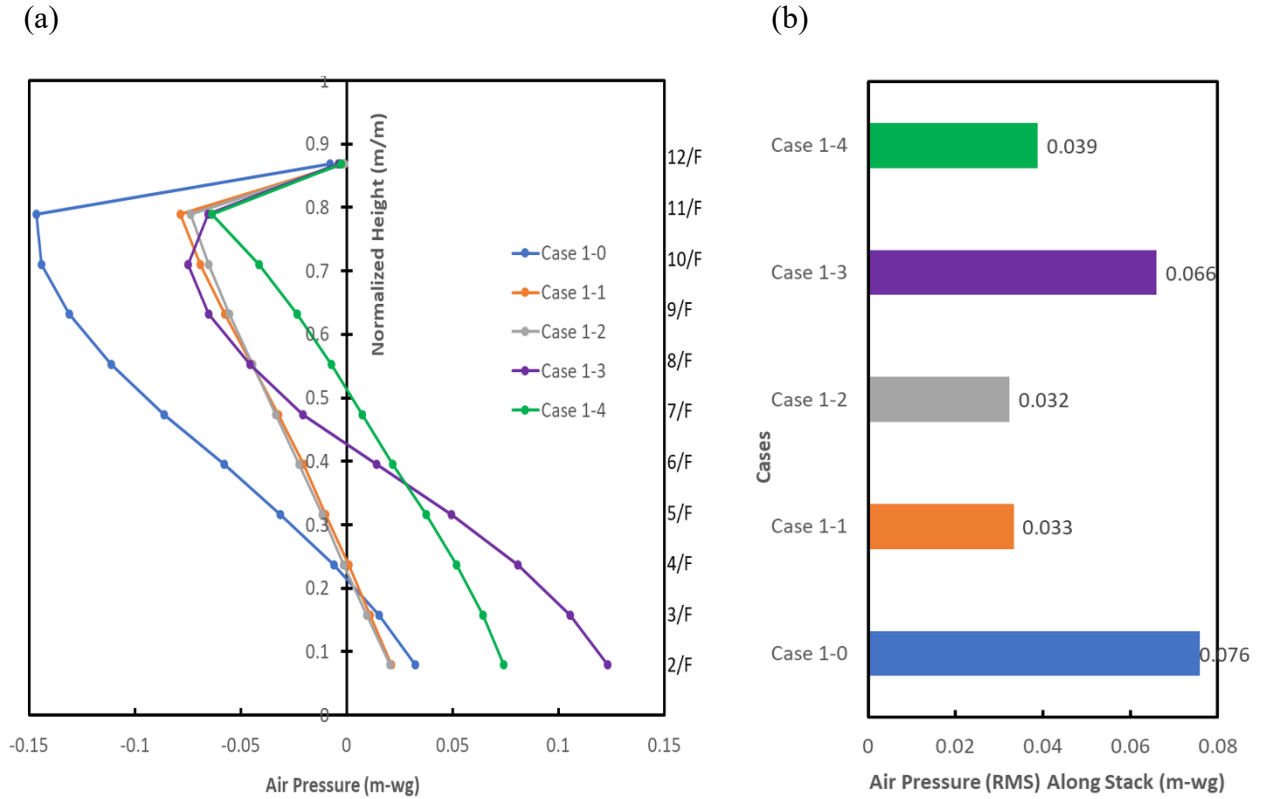 (a)
(b)
1
0.9
0.8
0.7
0.6
0.5
0.4
0.3
0.2
0.1
0
Normalized Height (m/m)
12/F
11/F
10/F
9/F
8/F
7/F
6/F
5/F
4/F
3/F
2/F
Case 1-0
Case 1-1
Case 1-2
Case 1-3
Case 1-4
-0.15
-0.1
-0.05
0
0.05
0.1
0.15
Air Pressure (m-wg)
Case 1-4
0.039
Case 1-3
0.066
Case 1-2
0.032
Cases
Case 1-1
0.033
Case 1-0
0.076
0
0.02
0.04
0.06
0.08
Air Pressure (RMS) Along Stack (m-wg)